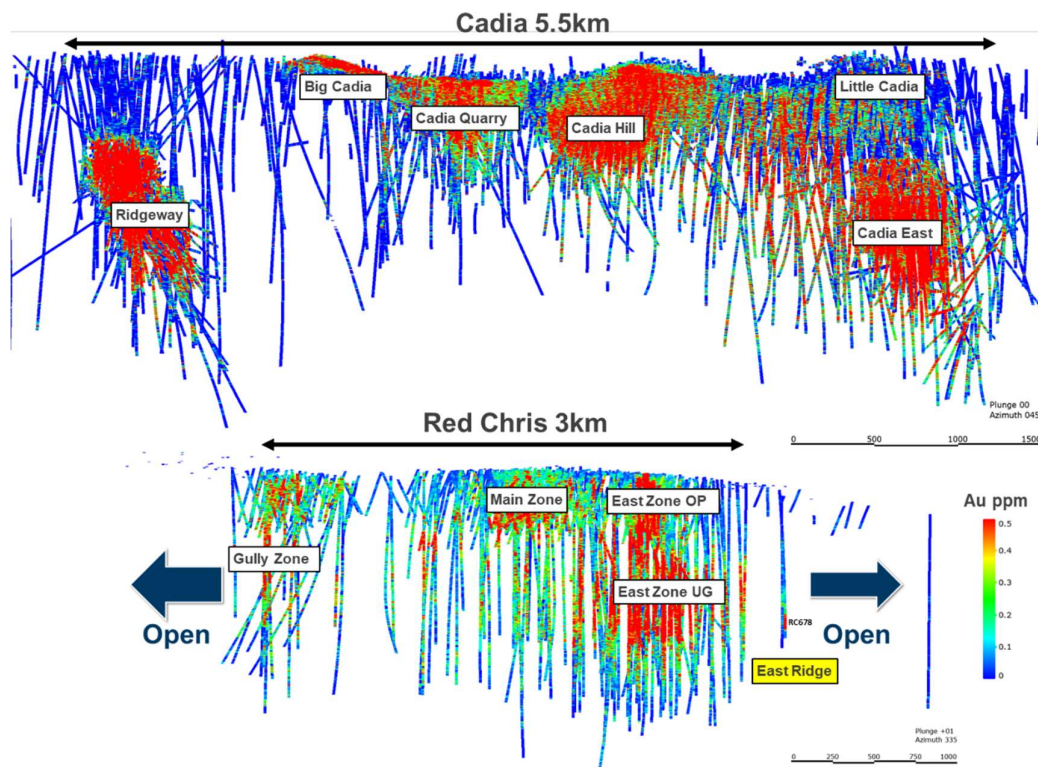 Cadia 5.5km
Big Cadia
Little Cadia
Cadia Quarry
Cadia Hill
Ridgeway
Cadia East
Plunge 00
Azimuth 045
0 500 1000 1500
Red Chris 3km
Main Zone
East Zone OP
Au ppm
0.5
0.4
0.3
0.2
0.1
0
Gully Zone
East Zone UG
RC678
Open
Open
East Ridge
Plunge +01
Azimuth 335
0 250 500 750 1000